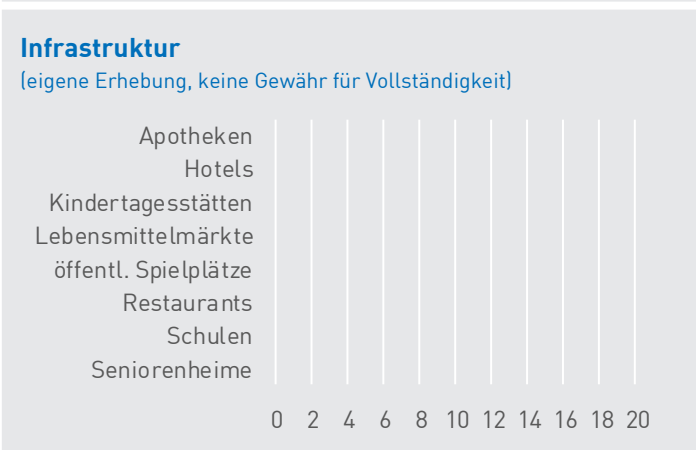 Infrastruktur
(eigene Erhebung, keine Gewähr für Vollständigkeit)
Apotheken
Hotels
Kindertagesstätten
Lebensmittelmärkte
öffentl. Spielplätze
Restaurants
Schulen
Seniorenheime
0 2 4 6 8 10 12 14 16 18 20